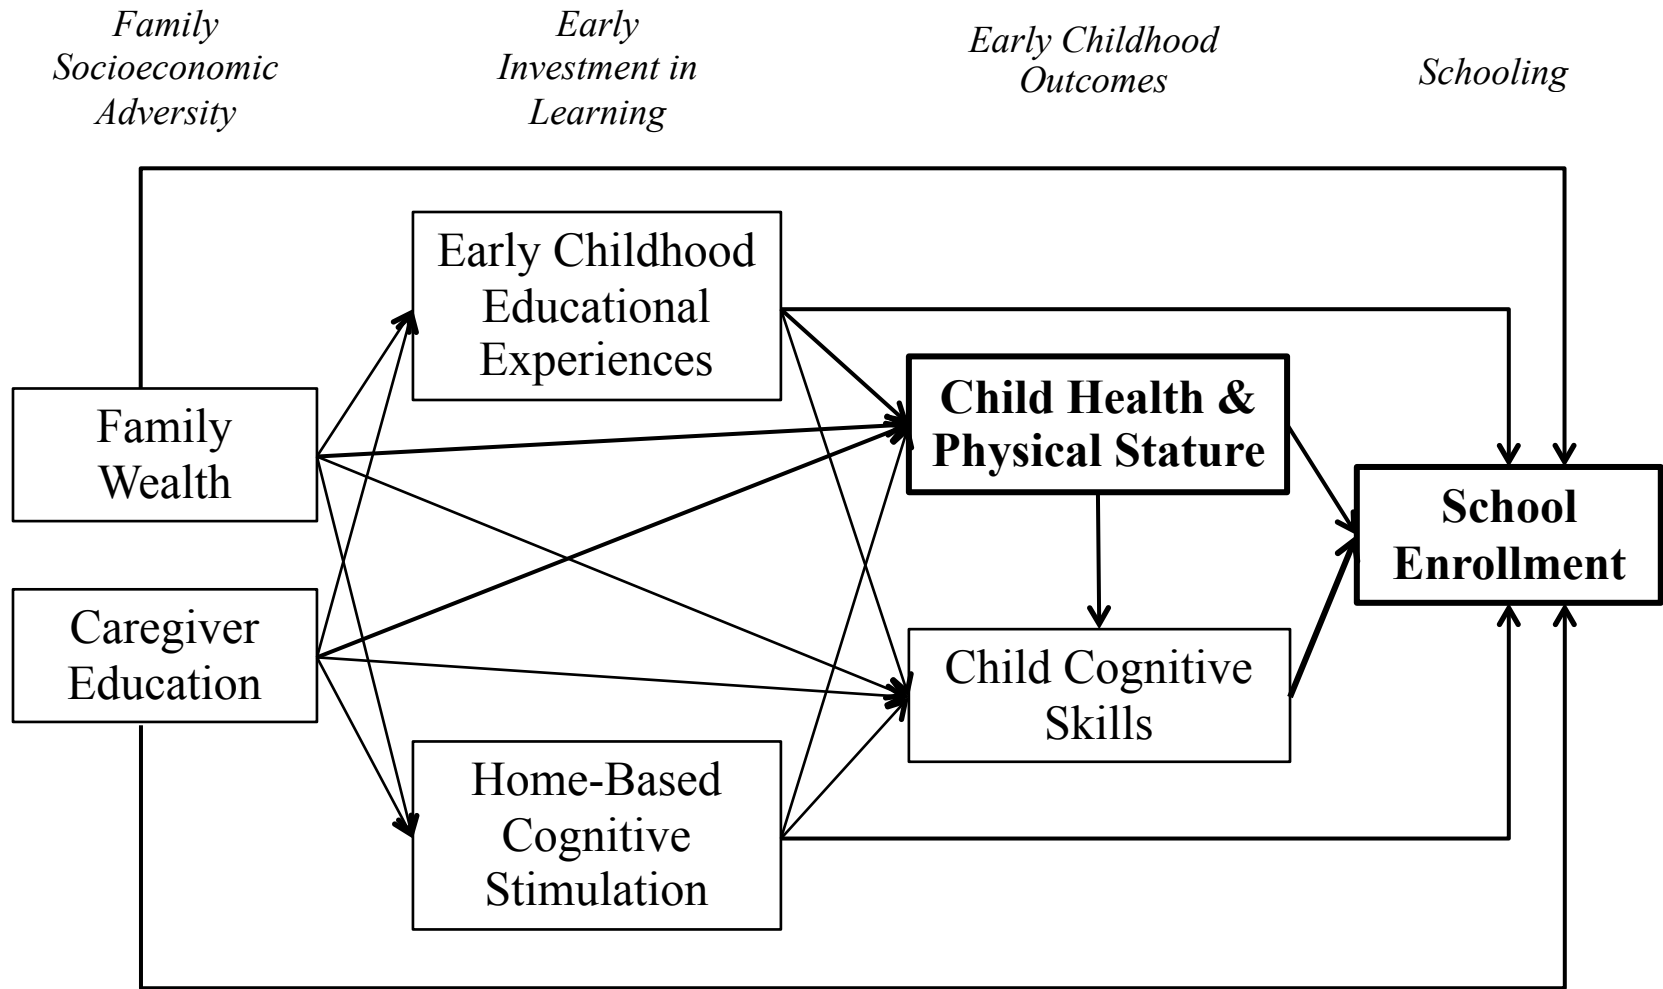 Family
Socioeconomic
Adversity
Early
Investment in
Learning
Early Childhood
Outcomes
Schooling
Early Childhood
Educational
Experiences
Family
Wealth
Child Health &
Physical Stature
School
Enrollment
Caregiver
Education
Child Cognitive
Skills
Home-Based
Cognitive
Stimulation